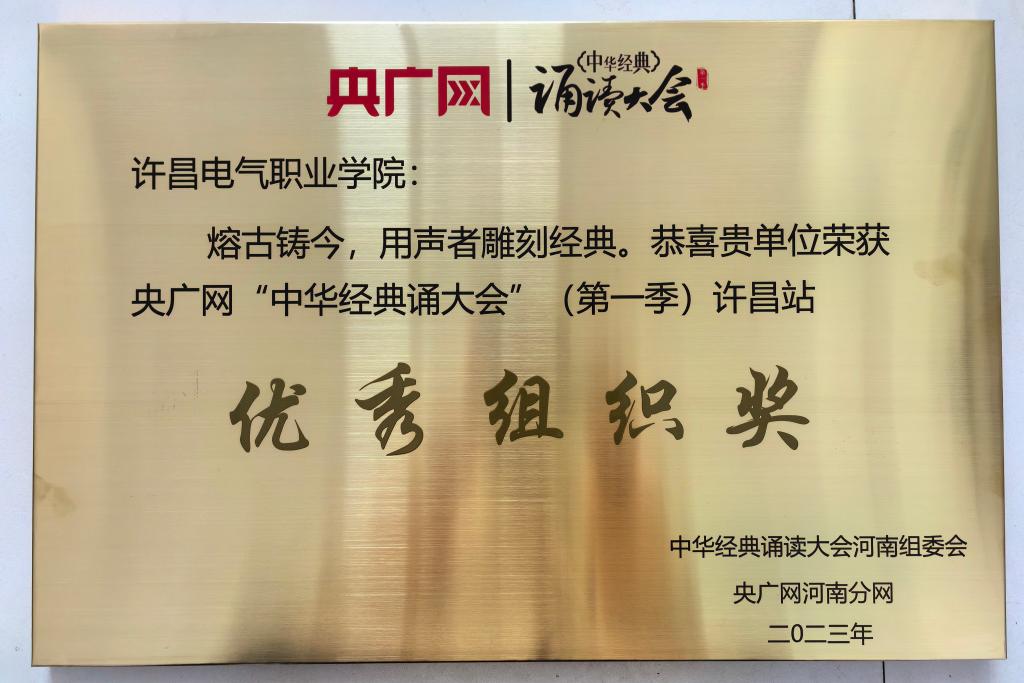 央广网 | 《中华经典》
诵读大会
许昌电气职业学院：
熔古铸今，用声者雕刻经典。恭喜贵单位荣获
央广网“中华经典诵大会”（第一季）许昌站
优秀组织奖
中华经典诵读大会河南组委会
央广网河南分网
二0二三年